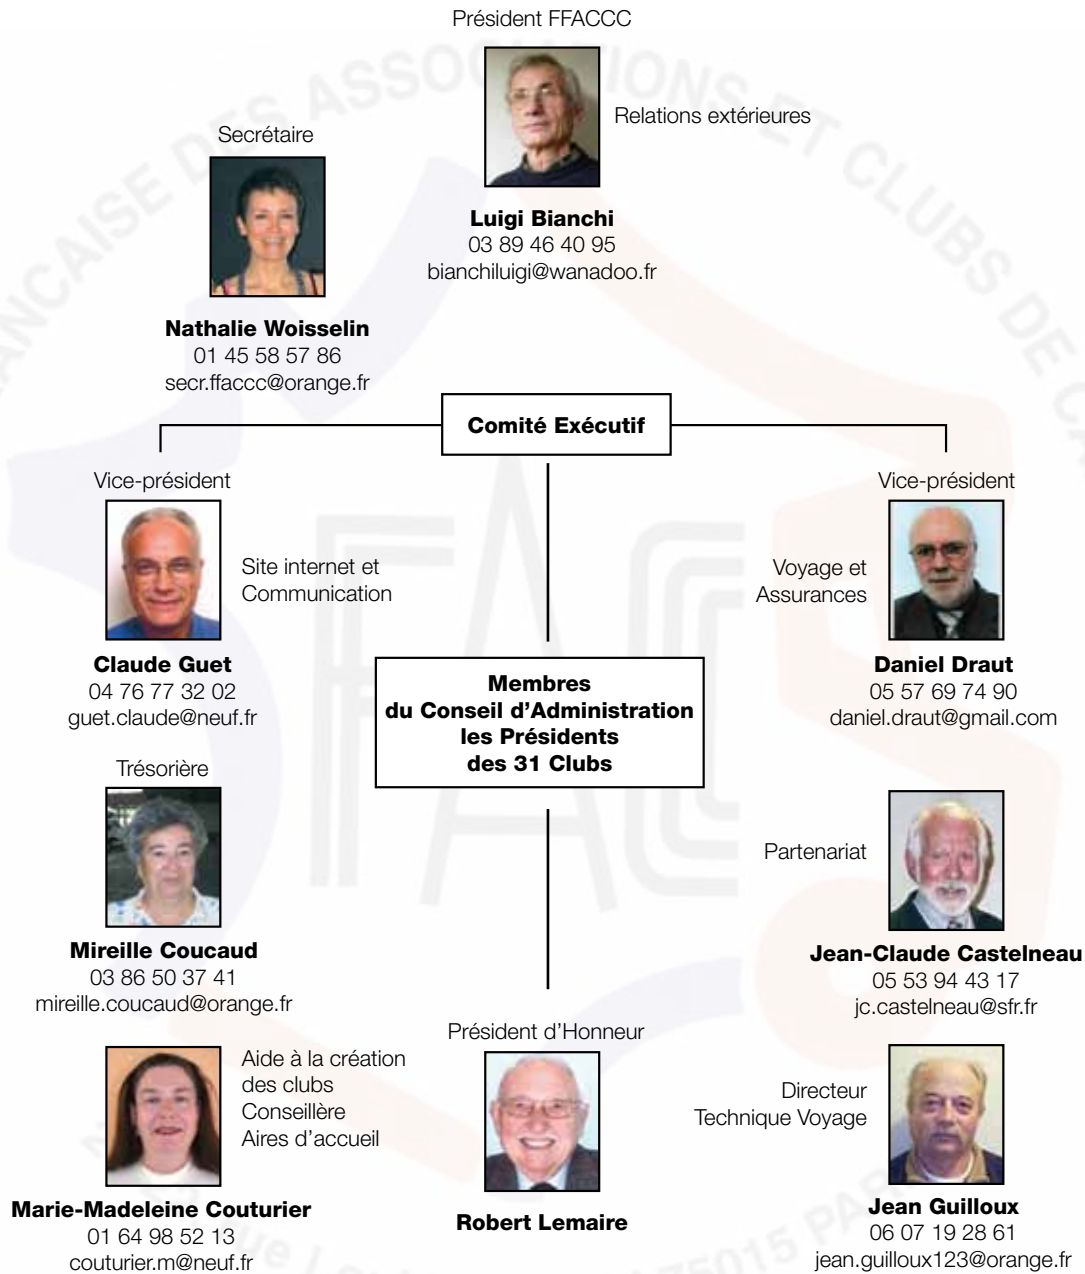 Président FFACCC
Relations extérieures
Luigi Bianchi
03 89 46 40 95
bianchiluigi@wanadoo.fr
Secrétaire
Nathalie Woisselin
01 45 58 57 86
secr.ffaccc@orange.fr
Comité Exécutif
Vice-président
Site internet et
Communication
Claude Guet
04 76 77 32 02
guet.claude@neuf.fr
Vice-président
Voyage et
Assurances
Daniel Draut
05 57 69 74 90
daniel.draut@gmail.com
Membres
du Conseil d'Administration
les Présidents
des 31 Clubs
Trésorière
Mireille Coucaud
03 86 50 37 41
mireille.coucaud@orange.fr
Partenariat
Jean-Claude Castelneau
05 53 94 43 17
jc.castelneau@sfr.fr
Aide à la création
des clubs
Conseillère
Aires d'accueil
Marie-Madeleine Couturier
01 64 98 52 13
couturier.m@neuf.fr
Président d'Honneur
Robert Lemaire
Directeur
Technique Voyage
Jean Guilloux
06 07 19 28 61
jean.guilloux123@orange.fr
DES ASSOCIATIONS ET CLUBS DE
75015